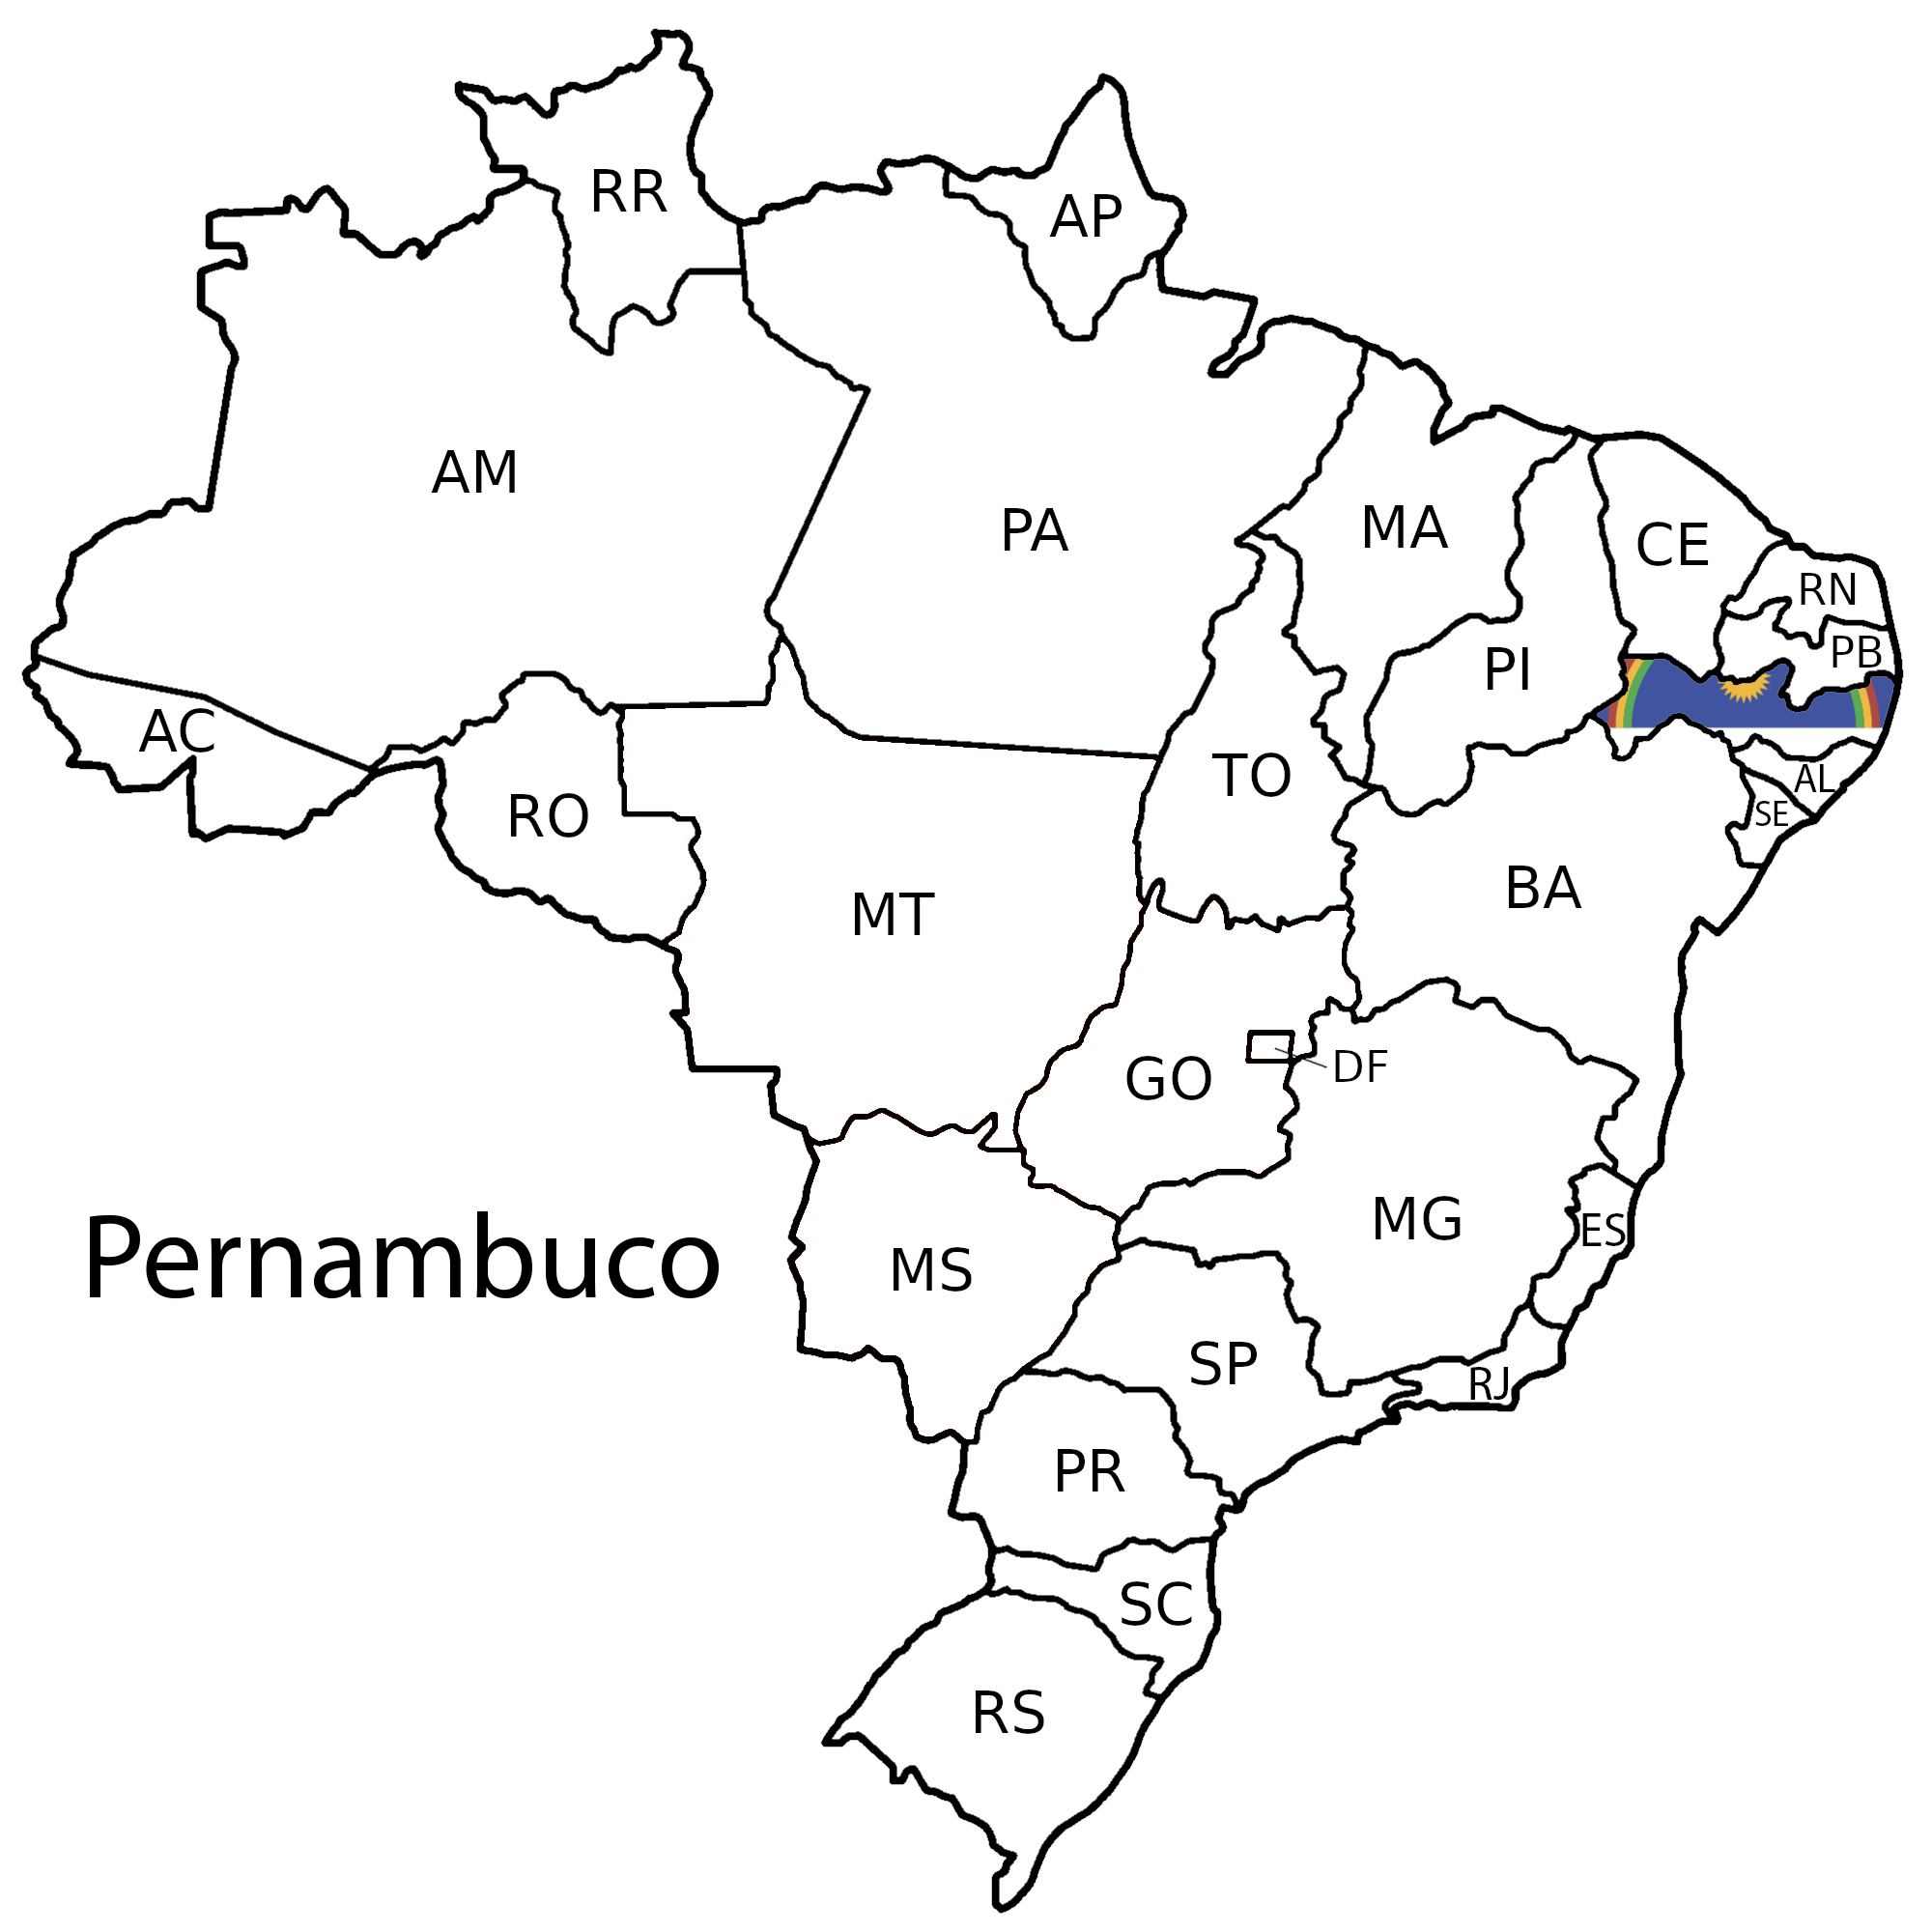 RR
AP
AM
PA
MA
CE
RN
PB
PI
AC
TO
AL
RO
SE
MT
BA
GO
DF
MG
ES
Pernambuco
MS
SP
RJ
PR
SC
RS